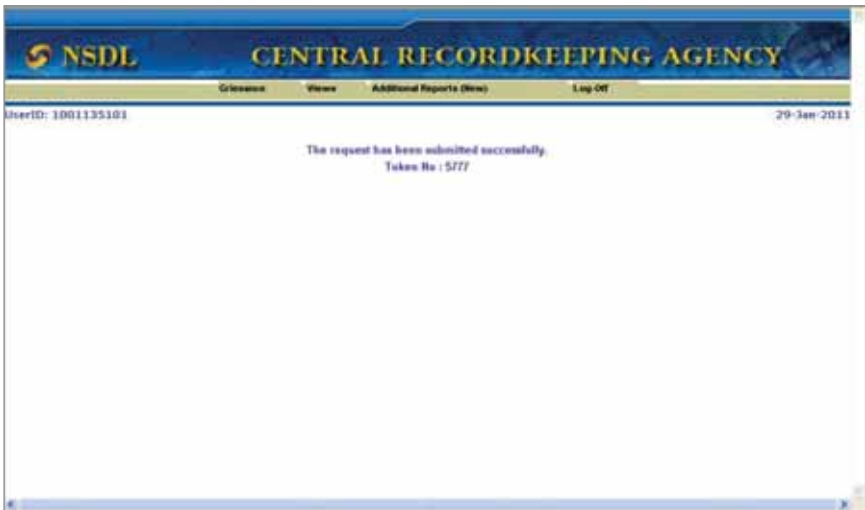 NSDL CENTRAL RECORDKEEPING AGENCY
Grievance Views Additional Reports (New) Log Off
UserID: 1001135101 29-Jan-2011
The request has been submitted successfully.
Token No : 5777